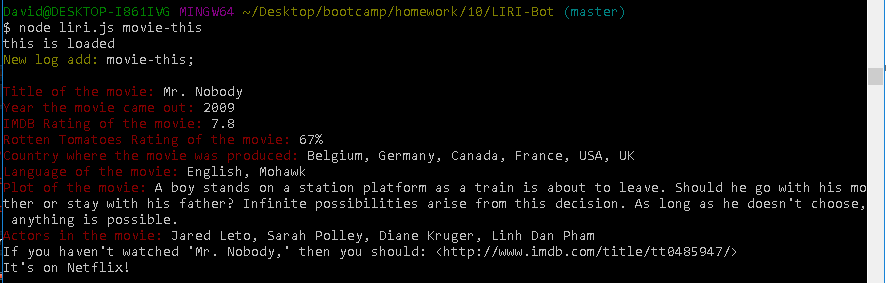 David@DESKTOP-I861IVG MINGW64 ~/Desktop/bootcamp/homework/10/LIRI-Bot (master)
$ node liri.js movie-this
this is loaded
New log add: movie-this;
Title of the movie: Mr. Nobody
Year the movie came out: 2009
IMDB Rating of the movie: 7.8
Rotten Tomatoes Rating of the movie: 67%
Country where the movie was produced: Belgium, Germany, Canada, France, USA, UK
Language of the movie: English, Mohawk
Plot of the movie: A boy stands on a station platform as a train is about to leave. Should he go with his mo
ther or stay with his father? Infinite possibilities arise from this decision. As long as he doesn't choose,
anything is possible.
Actors in the movie: Jared Leto, Sarah Polley, Diane Kruger, Linh Dan Pham
If you haven't watched 'Mr. Nobody,' then you should: <http://www.imdb.com/title/tt0485947/>
It's on Netflix!